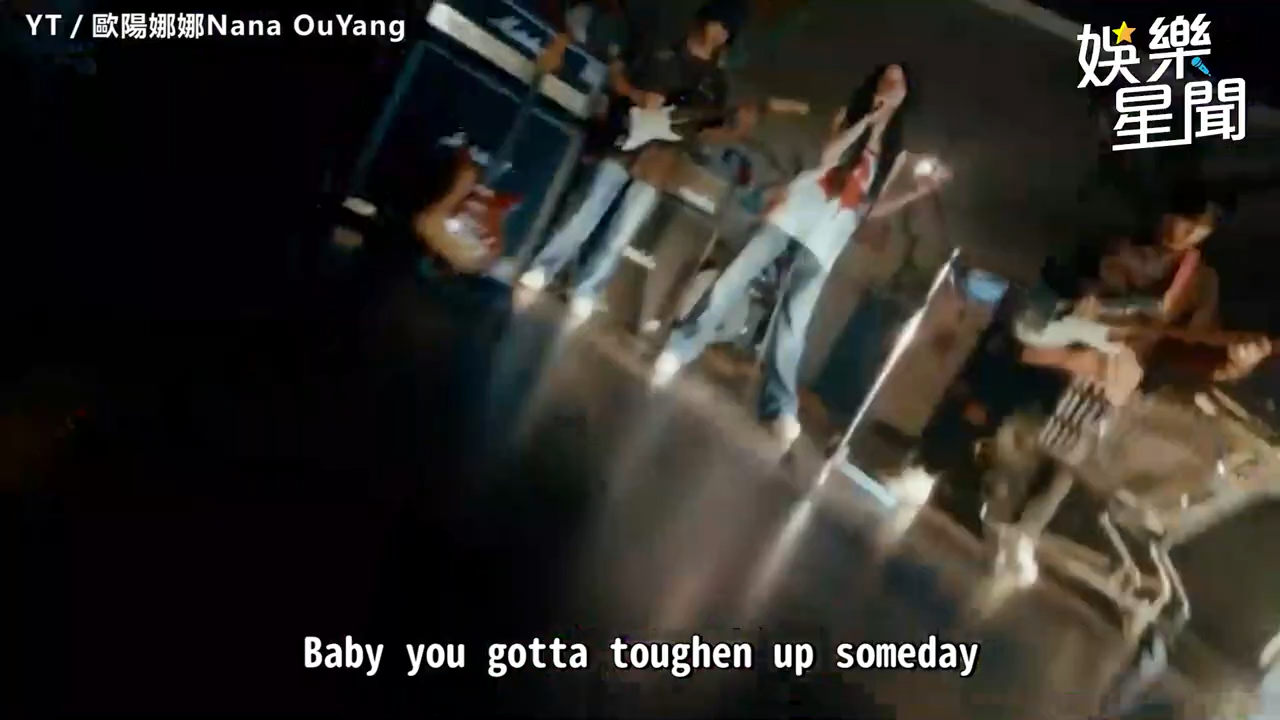 YT / 歐陽娜娜Nana OuYang
娛樂
星聞
Marshall
Baby you gotta toughen up someday